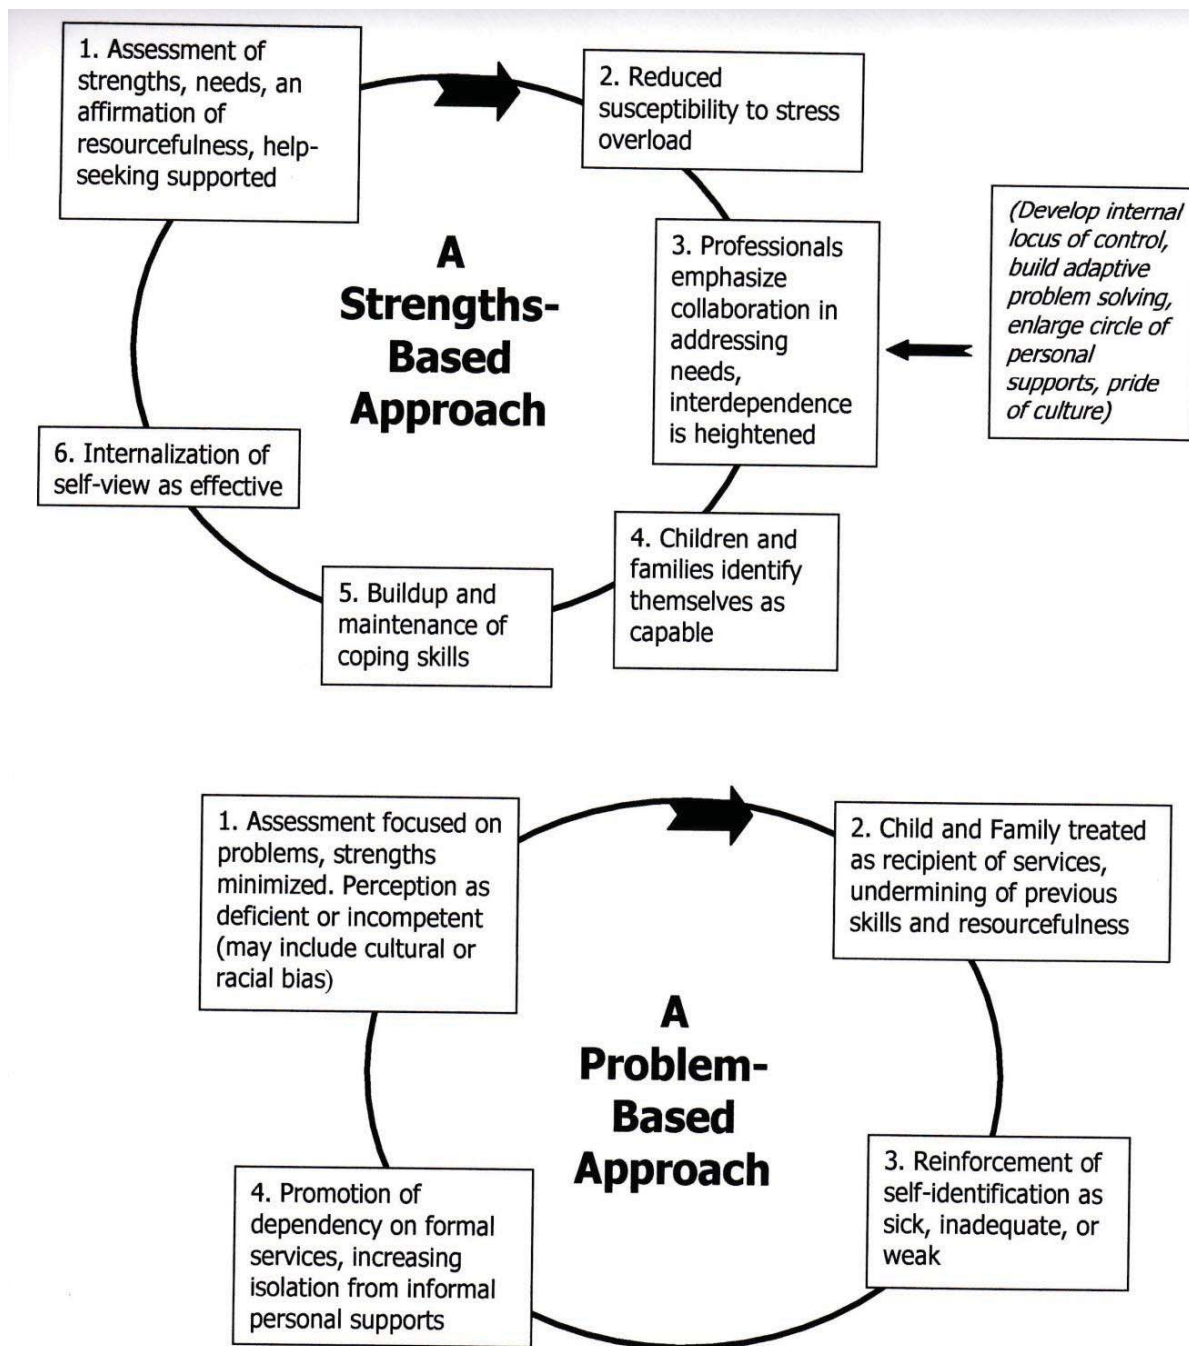 1. Assessment of
strengths, needs, an
affirmation of
resourcefulness, help-
seeking supported
2. Reduced
susceptibility to stress
overload
3. Professionals
emphasize
collaboration in
addressing
needs,
interdependence
is heightened
(Develop internal
locus of control,
build adaptive
problem solving,
enlarge circle of
personal
supports, pride
of culture)
A
Strengths-
Based
Approach
4. Children and
families identify
themselves as
capable
5. Buildup and
maintenance of
coping skills
6. Internalization of
self-view as effective
1. Assessment focused on
problems, strengths
minimized. Perception as
deficient or incompetent
(may include cultural or
racial bias)
2. Child and Family treated
as recipient of services,
undermining of previous
skills and resourcefulness
A
Problem-
Based
Approach
3. Reinforcement of
self-identification as
sick, inadequate, or
weak
4. Promotion of
dependency on formal
services, increasing
isolation from informal
personal supports